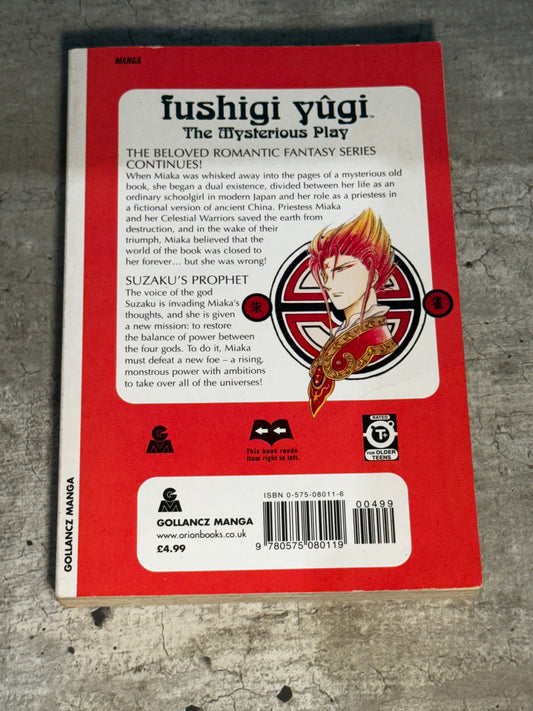 MANGA
fushigi yûgi™
The Mysterious Play
THE BELOVED ROMANTIC FANTASY SERIES
CONTINUES!
When Miaka was whisked away into the pages of a mysterious old
book, she began a dual existence, divided between her life as an
ordinary schoolgirl in modern Japan and her role as a priestess in
a fictional version of ancient China. Priestess Miaka
and her Celestial Warriors saved the earth from
destruction, and in the wake of their
triumph, Miaka believed that the
world of the book was closed to
her forever... but she was wrong!
SUZAKU'S PROPHET
The voice of the god
Suzaku is invading Miaka's
thoughts, and she is given
a new mission: to restore
the balance of power between
the four gods. To do it, Miaka
must defeat a new foe – a rising,
monstrous power with ambitions
to take over all of the universes!
朱
雀
GM
This book reads
from right to left.
RATED
T+
FOR OLDER
TEENS
GOLLANCZ MANGA
GM
GOLLANCZ MANGA
www.orionbooks.co.uk
£4.99
ISBN 0-575-08011-6
00499
9 780575 080119